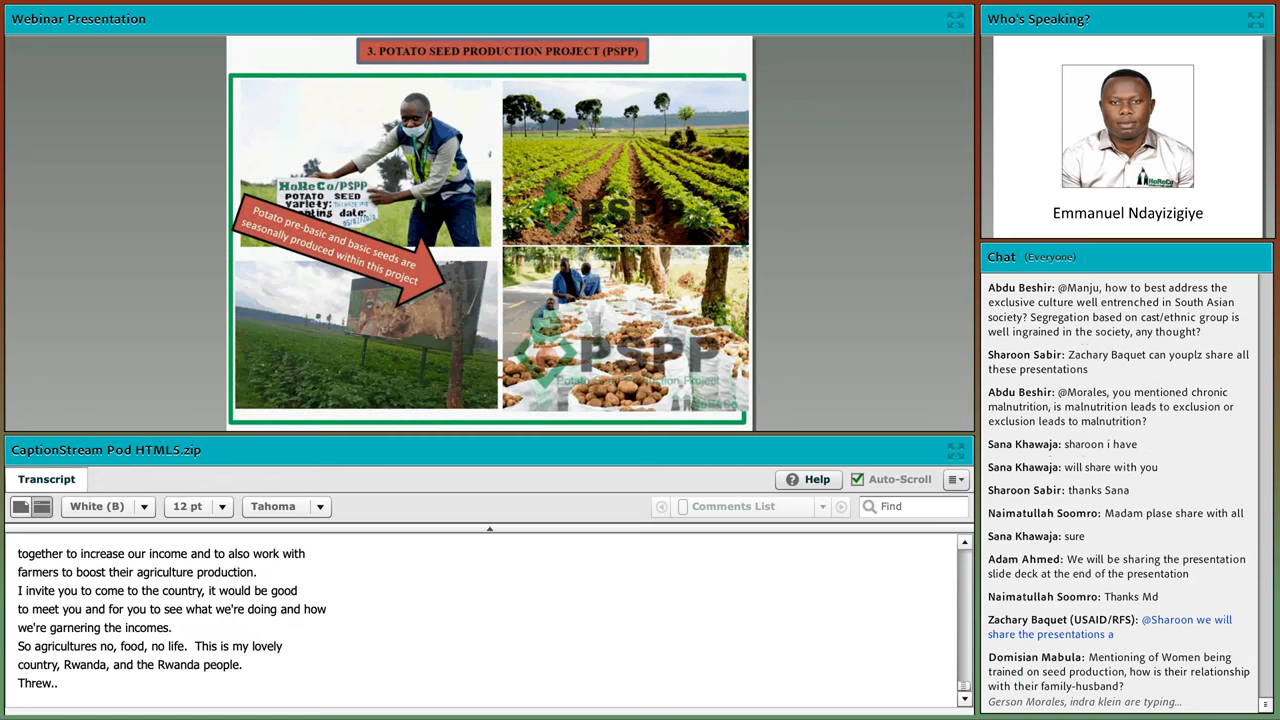 Webinar Presentation
3. POTATO SEED PRODUCTION PROJECT (PSPP)
HoReCo/PSPP
POTATO SEED
variety:
date:
Potato pre-basic and basic seeds are
seasonally produced within this project
PSPP
PSPP
Potato Seed Production Project
Who's Speaking?
HoReCo
Emmanuel Ndayizigiye
Chat (Everyone)
Abdu Beshir: @Manju, how to best address the
exclusive culture well entrenched in South Asian
society? Segregation based on cast/ethnic group is
well ingrained in the society, any thought?
Sharoon Sabir: Zachary Baquet can youplz share all
these presentations
Abdu Beshir: @Morales, you mentioned chronic
malnutrition, is malnutrition leads to exclusion or
exclusion leads to malnutrition?
Sana Khawaja: sharoon i have
Sana Khawaja: will share with you
Sharoon Sabir: thanks Sana
Naimatullah Soomro: Madam plase share with all
Sana Khawaja: sure
Adam Ahmed: We will be sharing the presentation
slide deck at the end of the presentation
Naimatullah Soomro: Thanks Md
Zachary Baquet (USAID/RFS): @Sharoon we will
share the presentations a
Domisian Mabula: Mentioning of Women being
trained on seed production, how is their relationship
with their family-husband?
Gerson Morales, indra klein are typing...
CaptionStream Pod HTML5.zip
Transcript
Help
Auto-Scroll
White (B)
12 pt
Tahoma
Comments List
Find
together to increase our income and to also work with
farmers to boost their agriculture production.
I invite you to come to the country, it would be good
to meet you and for you to see what we're doing and how
we're garnering the incomes.
So agricultures no, food, no life.  This is my lovely
country, Rwanda, and the Rwanda people.
Threw..